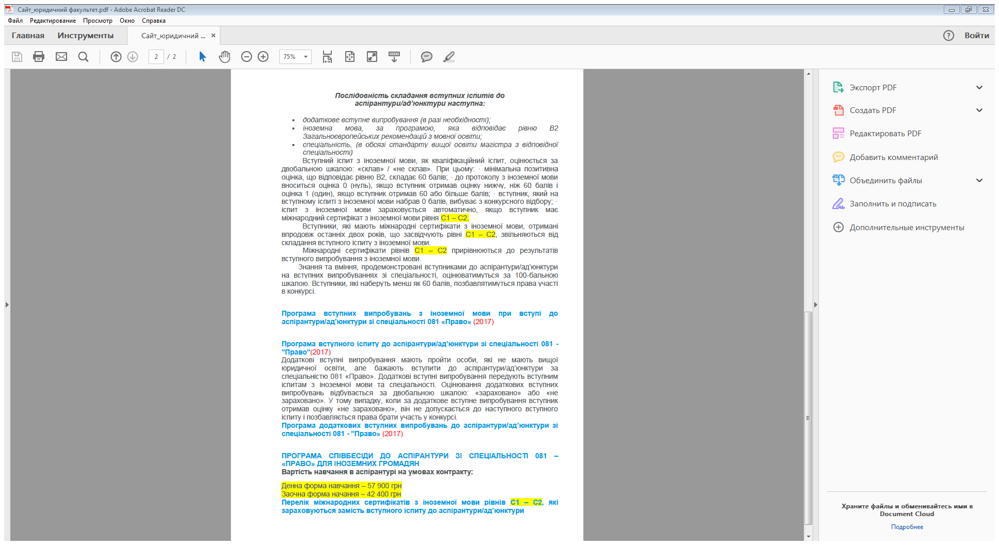 Сайт_юридичний факультет.pdf - Adobe Acrobat Reader DC
Файл Редактирование Просмотр Окно Справка
Главная Инструменты Сайт_юридичний ... × ? Войти
2 / 2 75%
Послідовність складання вступних іспитів до
аспірантури/ад'юнктури наступна:
• додаткове вступне випробування (в разі необхідності);
• іноземна мова, за програмою, яка відповідає рівню В2
Загальноєвропейських рекомендацій з мовної освіти;
• спеціальність, (в обсязі стандарту вищої освіти магістра з відповідної
спеціальності)
Вступний іспит з іноземної мови, як кваліфікаційний іспит, оцінюється за
двобальною шкалою: «склав» / «не склав». При цьому: · мінімальна позитивна
оцінка, що відповідає рівню В2, складає 60 балів; · до протоколу з іноземної мови
вноситься оцінка 0 (нуль), якщо вступник отримав оцінку нижчу, ніж 60 балів і
оцінка 1 (один), якщо вступник отримав 60 або більше балів; · вступник, який на
вступному іспиті з іноземної мови набрав 0 балів, вибуває з конкурсного відбору; ·
іспит з іноземної мови зараховується автоматично, якщо вступник має
міжнародний сертифікат з іноземної мови рівня С1 – С2.
Вступники, які мають міжнародні сертифікати з іноземної мови, отримані
впродовж останніх двох років, що засвідчують рівні С1 – С2, звільняються від
складання вступного іспиту з іноземної мови.
Міжнародні сертифікати рівнів С1 – С2 прирівнюються до результатів
вступного випробування з іноземної мови.
Знання та вміння, продемонстровані вступниками до аспірантури/ад'юнктури
на вступних випробуваннях зі спеціальності, оцінюватимуться за 100-бальною
шкалою. Вступники, які наберуть менш як 60 балів, позбавлятимуться права участі
в конкурсі.
Програма вступних випробувань з іноземної мови при вступі до
аспірантури/ад'юнктури зі спеціальності 081 «Право» (2017)
Програма вступного іспиту до аспірантури/ад'юнктури зі спеціальності 081 -
"Право"(2017)
Додаткові вступні випробування мають пройти особи, які не мають вищої
юридичної освіти, але бажають вступити до аспірантури/ад'юнктури за
спеціальністю 081 «Право». Додаткові вступні випробування передують вступним
іспитам з іноземної мови та спеціальності. Оцінювання додаткових вступних
випробувань відбувається за двобальною шкалою: «зараховано» або «не
зараховано». У тому випадку, коли за додаткове вступне випробування вступник
отримав оцінку «не зараховано», він не допускається до наступного вступного
іспиту і позбавляється права брати участь у конкурсі.
Програма додаткових вступних випробувань до аспірантури/ад'юнктури зі
спеціальності 081 - "Право» (2017)
ПРОГРАМА СПІВБЕСІДИ ДО АСПІРАНТУРИ ЗІ СПЕЦІАЛЬНОСТІ 081 –
«ПРАВО» ДЛЯ ІНОЗЕМНИХ ГРОМАДЯН
Вартість навчання в аспірантурі на умовах контракту:
Денна форма навчання – 57 900 грн
Заочна форма начання – 42 400 грн
Перелік міжнародних сертифікатів з іноземної мови рівнів С1 – С2, які
зараховуються замість вступного іспиту до аспірантури/ад'юнктури
Экспорт PDF
Создать PDF
Редактировать PDF
Добавить комментарий
Объединить файлы
Заполнить и подписать
Дополнительные инструменты
Храните файлы и обменивайтесь ими в
Document Cloud
Подробнее